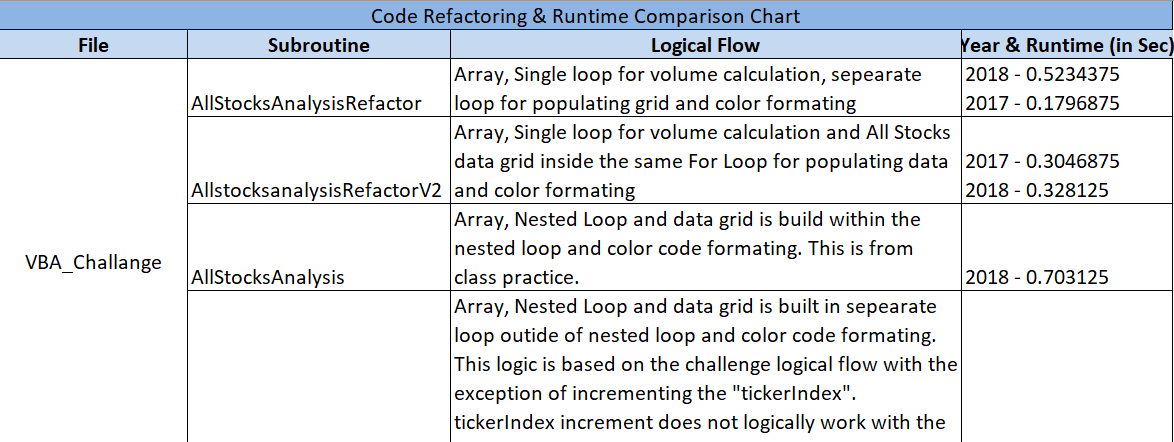 Code Refactoring & Runtime Comparison Chart
File Subroutine Logical Flow Year & Runtime (in Sec)
VBA_Challange
AllStocksAnalysisRefactor
Array, Single loop for volume calculation, sepearate
loop for populating grid and color formating
2018 - 0.5234375
2017 - 0.1796875
AllstocksanalysisRefactorV2
Array, Single loop for volume calculation and All Stocks
data grid inside the same For Loop for populating data
and color formating
2017 - 0.3046875
2018 - 0.328125
AllStocksAnalysis
Array, Nested Loop and data grid is build within the
nested loop and color code formating. This is from
class practice.
2018 - 0.703125
Array, Nested Loop and data grid is built in sepearate
loop outide of nested loop and color code formating.
This logic is based on the challenge logical flow with the
exception of incrementing the "tickerIndex".
tickerIndex increment does not logically work with the